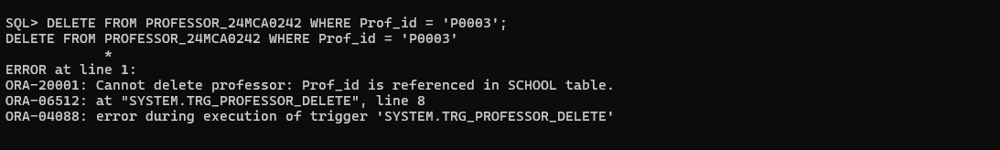 SQL> DELETE FROM PROFESSOR_24MCA0242 WHERE Prof_id = 'P0003';
DELETE FROM PROFESSOR_24MCA0242 WHERE Prof_id = 'P0003'
            *
ERROR at line 1:
ORA-20001: Cannot delete professor: Prof_id is referenced in SCHOOL table.
ORA-06512: at "SYSTEM.TRG_PROFESSOR_DELETE", line 8
ORA-04088: error during execution of trigger 'SYSTEM.TRG_PROFESSOR_DELETE'